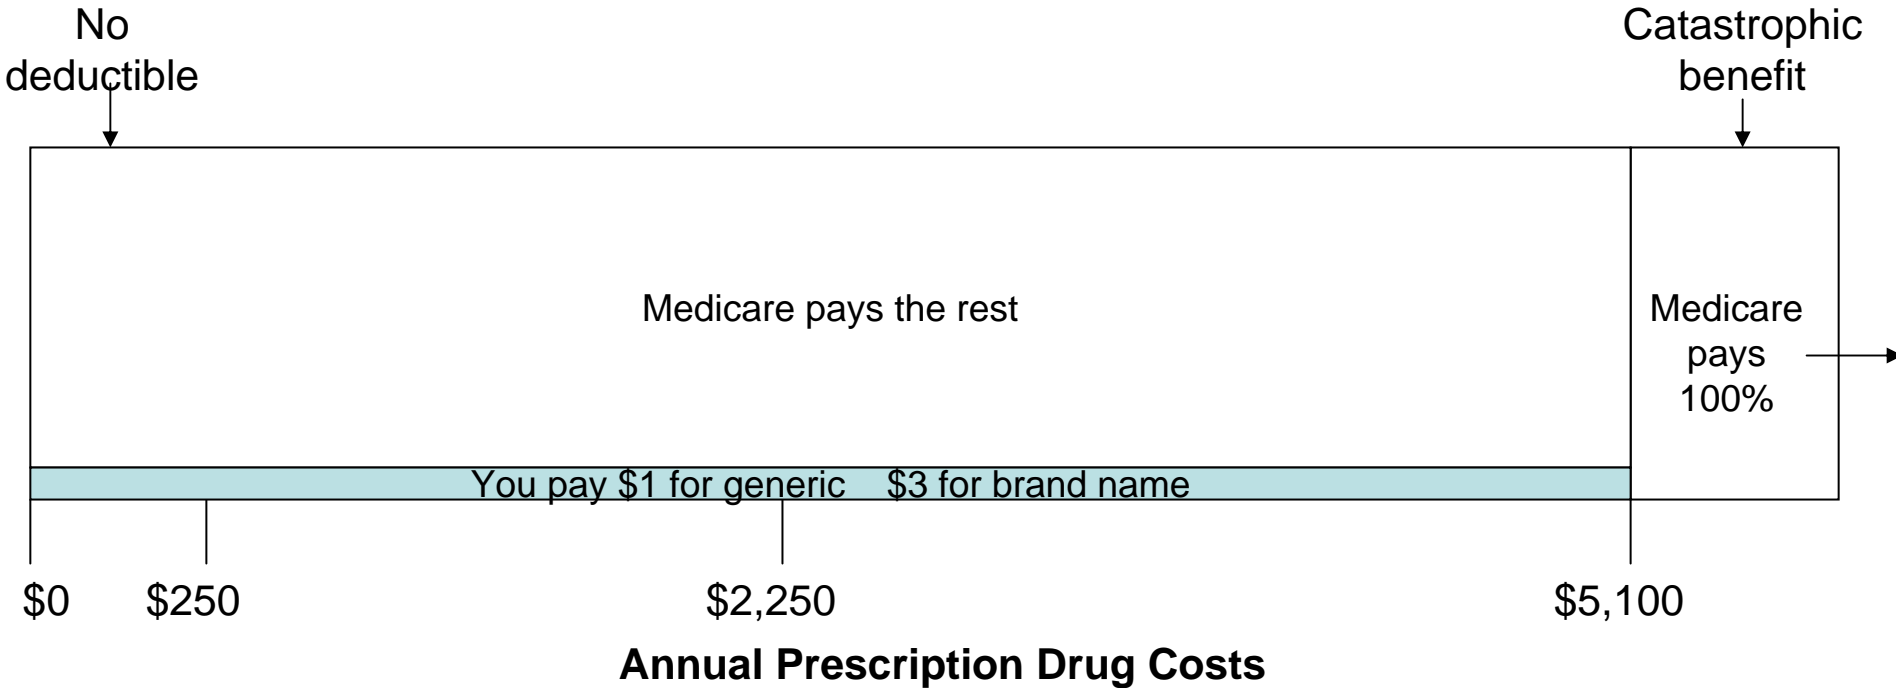 No
deductible
Catastrophic
benefit
Medicare pays the rest
Medicare
pays
100%
You pay $1 for generic $3 for brand name
$0
$250
$2,250
$5,100
Annual Prescription Drug Costs